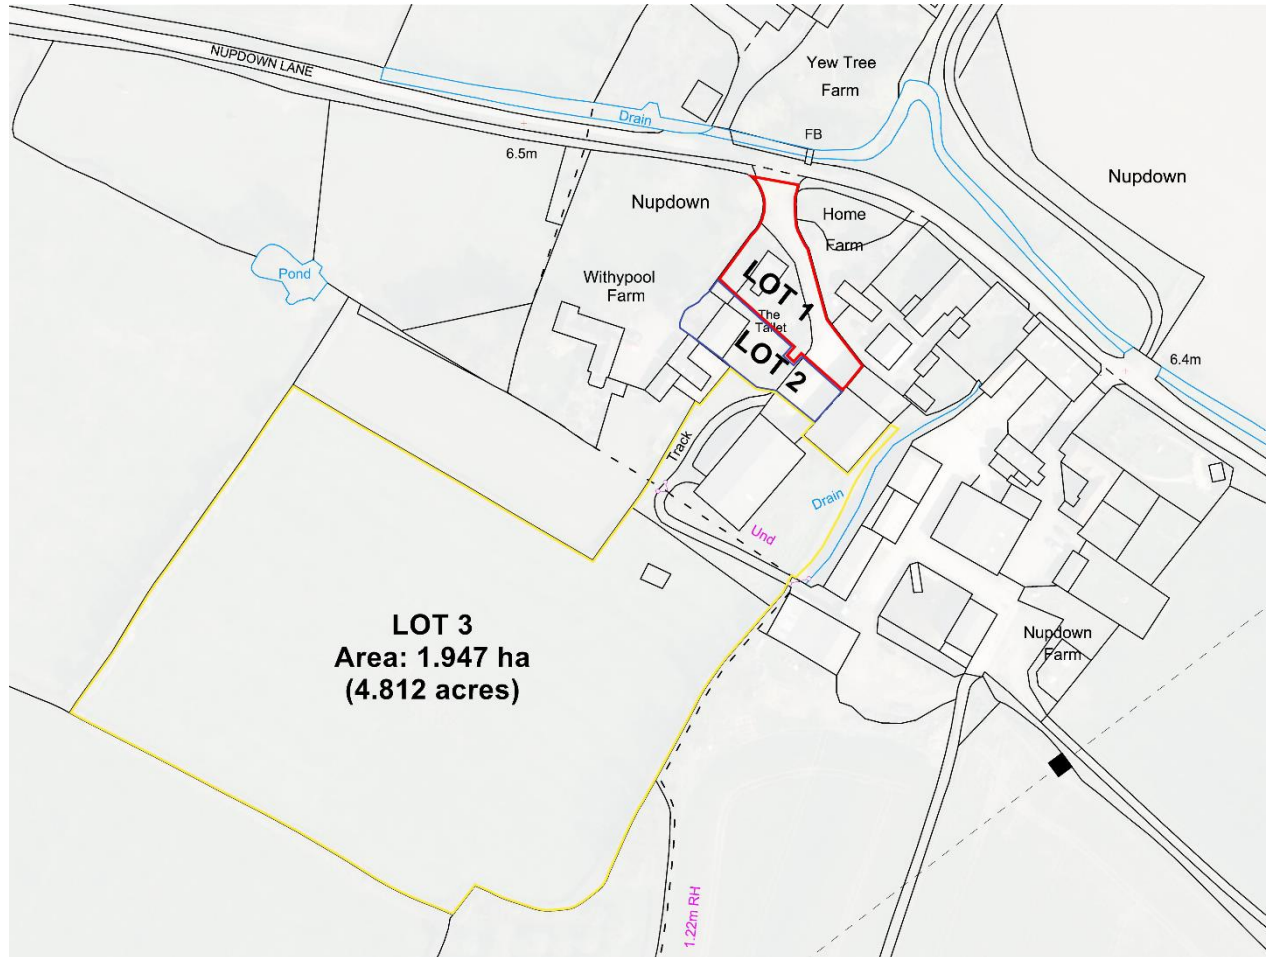 NUPDOWN LANE
Yew Tree
Farm
Drain
FB
6.5m
Nupdown
Nupdown
Home
Farm
Pond
Withypool
Farm
LOT 1
The
Tallet
LOT 2
6.4m
Track
Drain
Und
LOT 3
Area: 1.947 ha
(4.812 acres)
Nupdown
Farm
1.22m RH